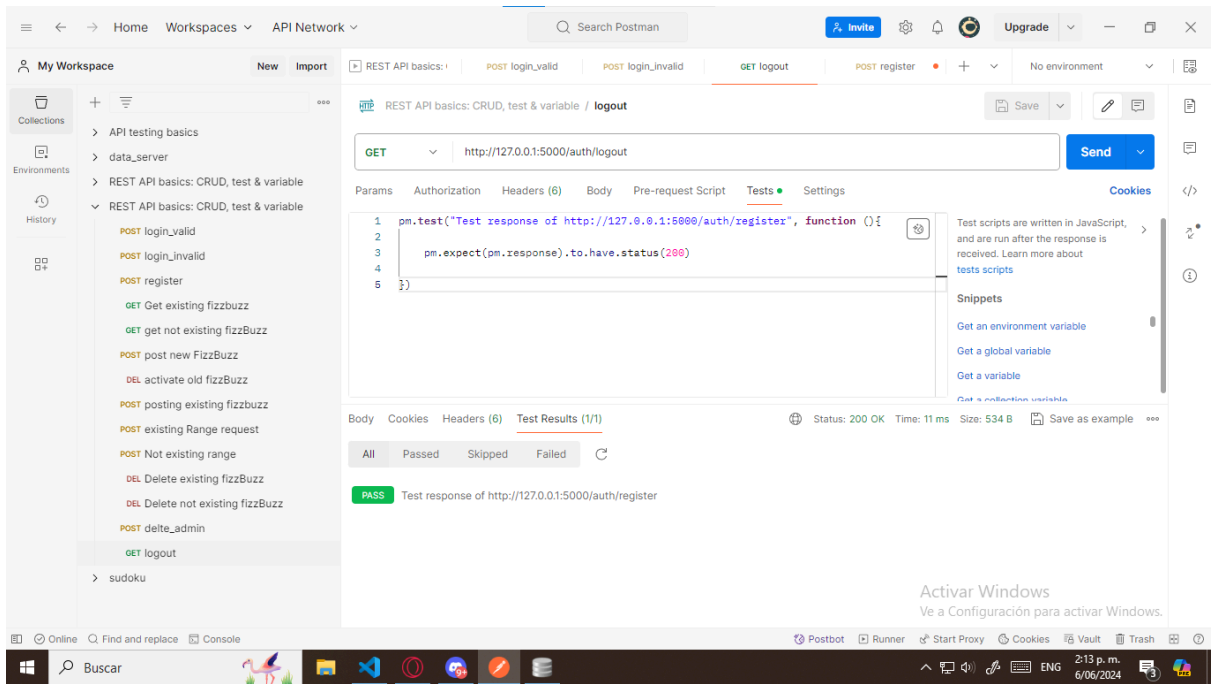 Home Workspaces API Network Search Postman Invite Upgrade
My Workspace New Import REST API basics: POST login_valid POST login_invalid GET logout POST register No environment
Collections
Environments
History
API testing basics
data_server
REST API basics: CRUD, test & variable
REST API basics: CRUD, test & variable
POST login_valid
POST login_invalid
POST register
GET Get existing fizzbuzz
GET get not existing fizzBuzz
POST post new FizzBuzz
DEL activate old fizzBuzz
POST posting existing fizzbuzz
POST existing Range request
POST Not existing range
DEL Delete existing fizzBuzz
DEL Delete not existing fizzBuzz
POST delte_admin
GET logout
sudoku
HTTP REST API basics: CRUD, test & variable / logout Save
GET http://127.0.0.1:5000/auth/logout Send
Params Authorization Headers (6) Body Pre-request Script Tests Settings Cookies
1 pm.test("Test response of http://127.0.0.1:5000/auth/register", function (){
2
3 pm.expect(pm.response).to.have.status(200)
4
5 })
Test scripts are written in JavaScript,
and are run after the response is
received. Learn more about
tests scripts
Snippets
Get an environment variable
Get a global variable
Get a variable
Get a collection variable
Body Cookies Headers (6) Test Results (1/1) Status: 200 OK Time: 11 ms Size: 534 B Save as example
All Passed Skipped Failed
PASS Test response of http://127.0.0.1:5000/auth/register
Activar Windows
Ve a Configuración para activar Windows.
Online Find and replace Console Postbot Runner Start Proxy Cookies Vault Trash
Buscar ENG 2:13 p. m.
6/06/2024 3